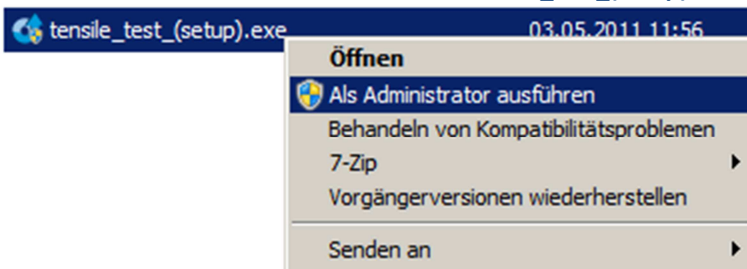 tensile_test_(setup).exe 03.05.2011 11:56
Öffnen
Als Administrator ausführen
Behandeln von Kompatibilitätsproblemen
7-Zip
Vorgängerversionen wiederherstellen
Senden an